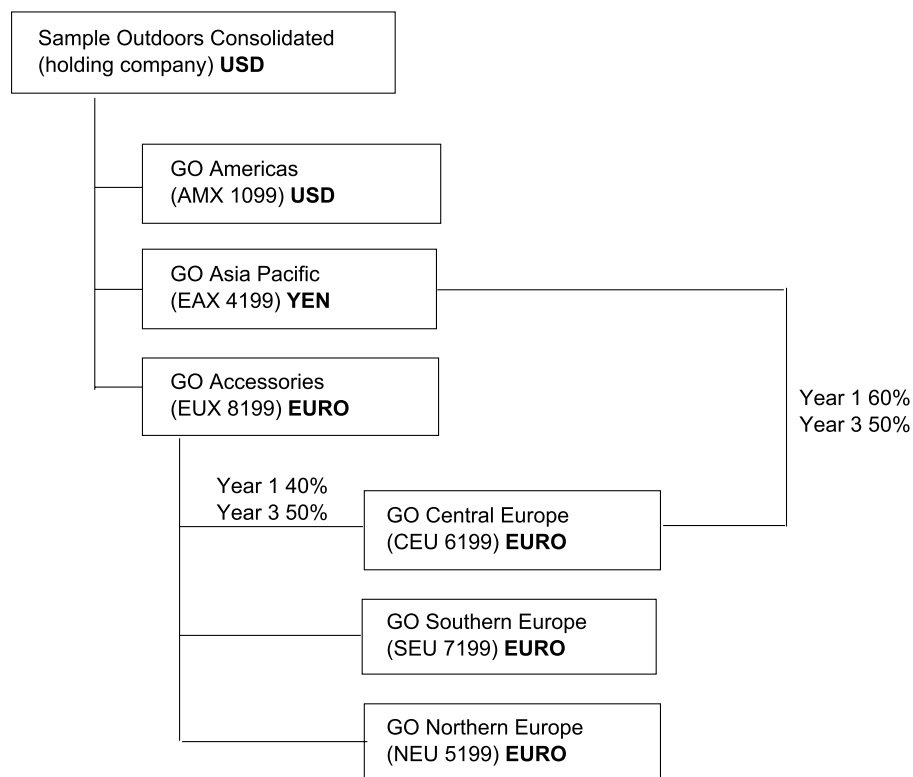 Sample Outdoors Consolidated
(holding company) USD
GO Americas
(AMX 1099) USD
GO Asia Pacific
(EAX 4199) YEN
GO Accessories
(EUX 8199) EURO
Year 1 60%
Year 3 50%
Year 1 40%
Year 3 50%
GO Central Europe
(CEU 6199) EURO
GO Southern Europe
(SEU 7199) EURO
GO Northern Europe
(NEU 5199) EURO